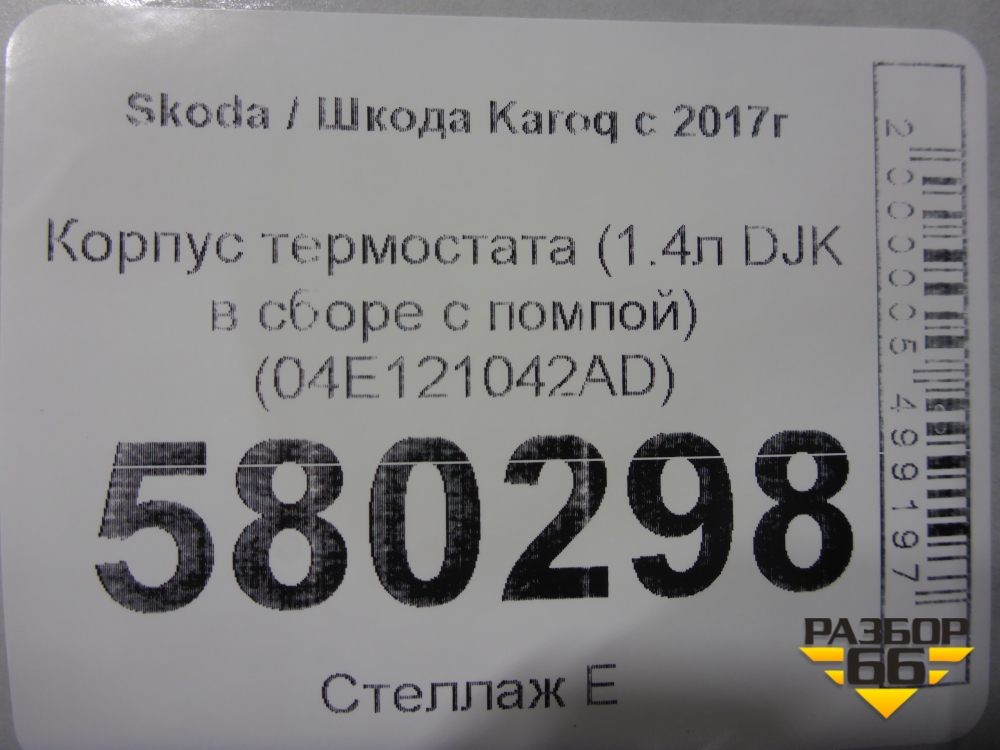 Skoda / Шкода Karoq с 2017г
Корпус термостата (1.4л DJK
в сборе с помпой)
(04E121042AD)
580298
Стеллаж Е
2000005499197
РАЗБОР
66